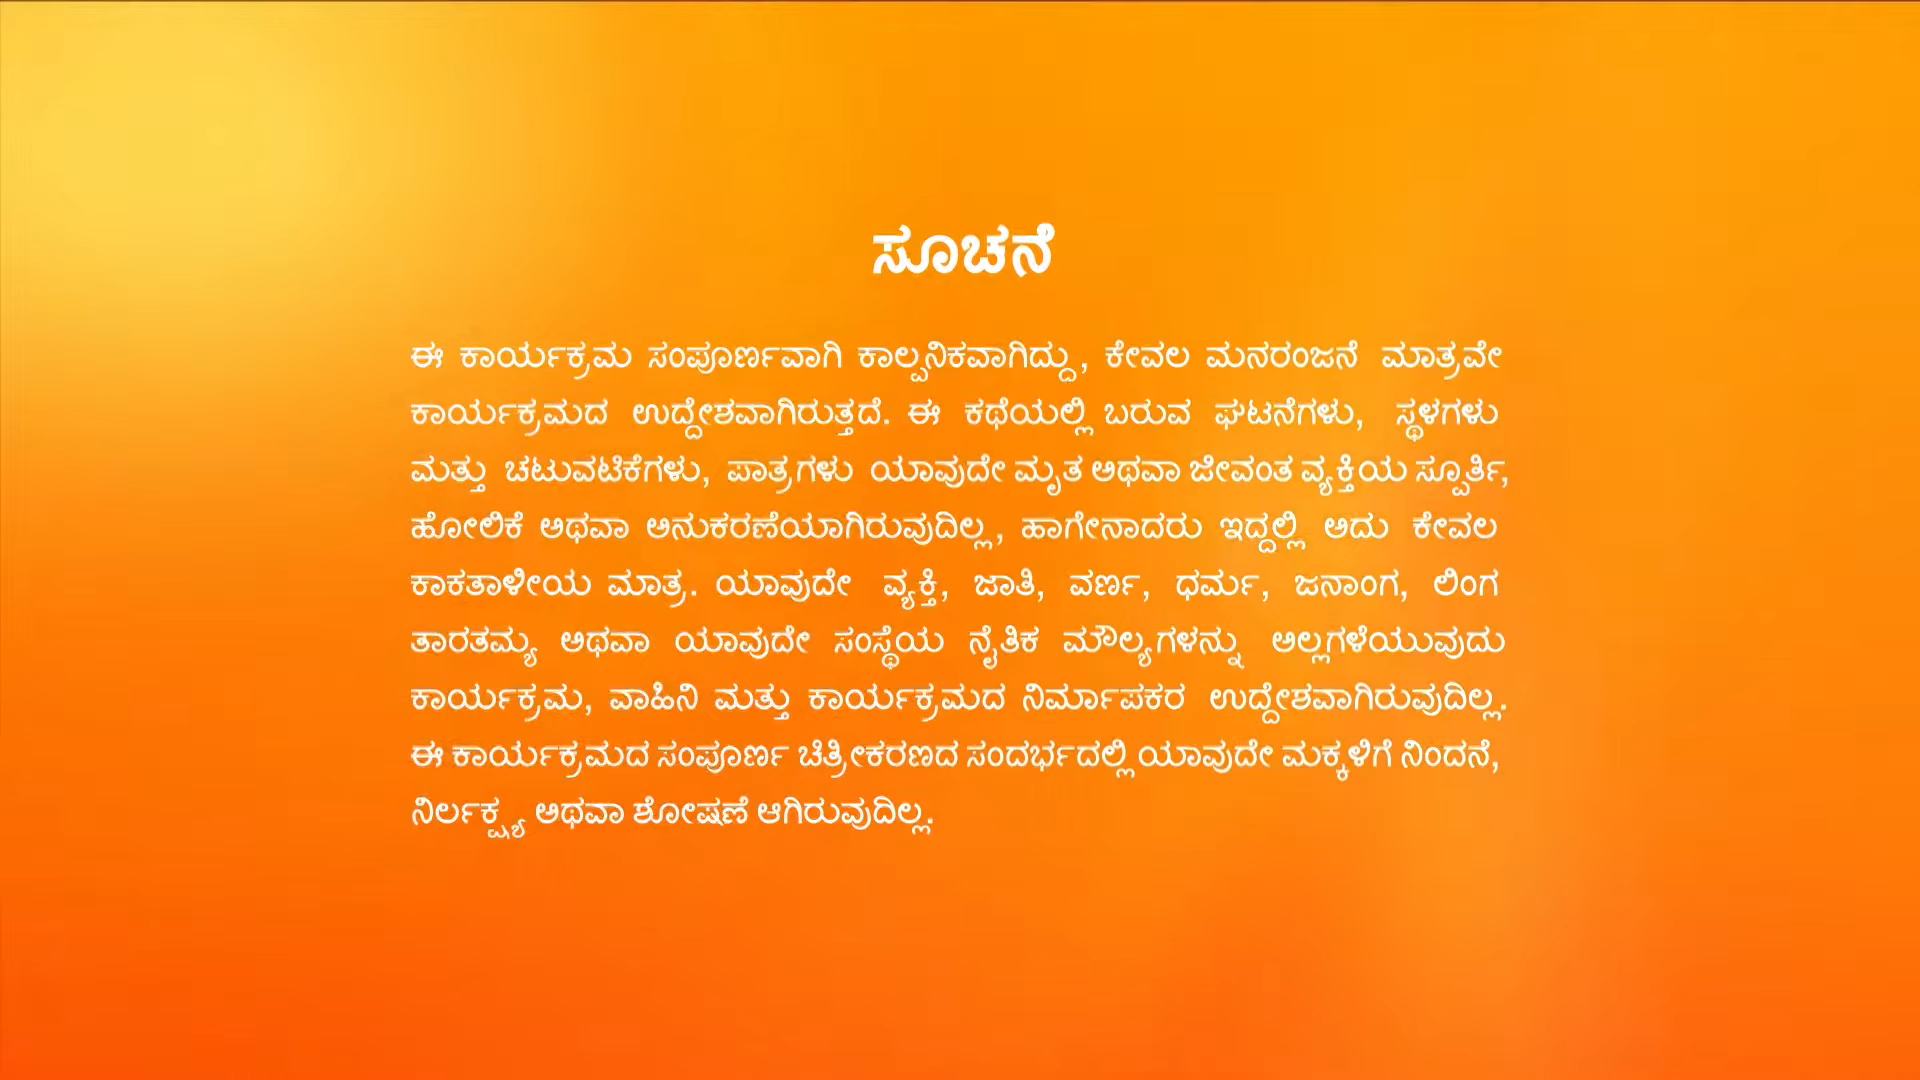 ಸೂಚನೆ
ಈ ಕಾರ್ಯಕ್ರಮ ಸಂಪೂರ್ಣವಾಗಿ ಕಾಲ್ಪನಿಕವಾಗಿದ್ದು, ಕೇವಲ ಮನರಂಜನೆ ಮಾತ್ರವೇ
ಕಾರ್ಯಕ್ರಮದ ಉದ್ದೇಶವಾಗಿರುತ್ತದೆ. ಈ ಕಥೆಯಲ್ಲಿ ಬರುವ ಘಟನೆಗಳು, ಸ್ಥಳಗಳು
ಮತ್ತು ಚಟುವಟಿಕೆಗಳು, ಪಾತ್ರಗಳು ಯಾವುದೇ ಮೃತ ಅಥವಾ ಜೀವಂತ ವ್ಯಕ್ತಿಯ ಸ್ಪೂರ್ತಿ,
ಹೋಲಿಕೆ ಅಥವಾ ಅನುಕರಣೆಯಾಗಿರುವುದಿಲ್ಲ, ಹಾಗೇನಾದರು ಇದ್ದಲ್ಲಿ ಅದು ಕೇವಲ
ಕಾಕತಾಳೀಯ ಮಾತ್ರ. ಯಾವುದೇ ವ್ಯಕ್ತಿ, ಜಾತಿ, ವರ್ಣ, ಧರ್ಮ, ಜನಾಂಗ, ಲಿಂಗ
ತಾರತಮ್ಯ ಅಥವಾ ಯಾವುದೇ ಸಂಸ್ಥೆಯ ನೈತಿಕ ಮೌಲ್ಯಗಳನ್ನು ಅಲ್ಲಗಳೆಯುವುದು
ಕಾರ್ಯಕ್ರಮ, ವಾಹಿನಿ ಮತ್ತು ಕಾರ್ಯಕ್ರಮದ ನಿರ್ಮಾಪಕರ ಉದ್ದೇಶವಾಗಿರುವುದಿಲ್ಲ.
ಈ ಕಾರ್ಯಕ್ರಮದ ಸಂಪೂರ್ಣ ಚಿತ್ರೀಕರಣದ ಸಂದರ್ಭದಲ್ಲಿ ಯಾವುದೇ ಮಕ್ಕಳಿಗೆ ನಿಂದನೆ,
ನಿರ್ಲಕ್ಷ್ಯ ಅಥವಾ ಶೋಷಣೆ ಆಗಿರುವುದಿಲ್ಲ.